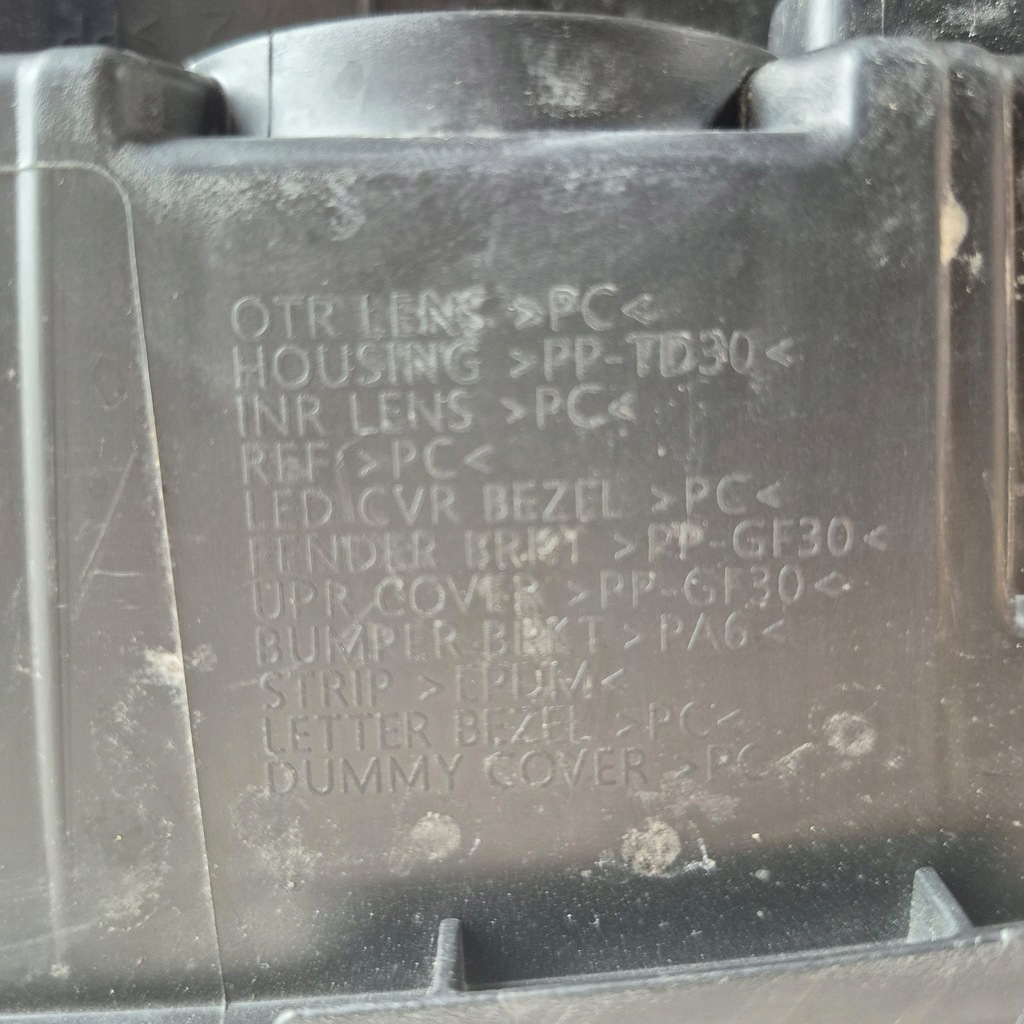 OTR LENS >PC<
HOUSING >PP-TD30<
INR LENS >PC<
REF >PC<
LED CVR BEZEL >PC<
FENDER BRKT >PP-GF30<
UPR COVER >PP-GF30<
BUMPER BRKT >PA6<
STRIP >EPDM<
LETTER BEZEL >PC<
DUMMY COVER >PC<